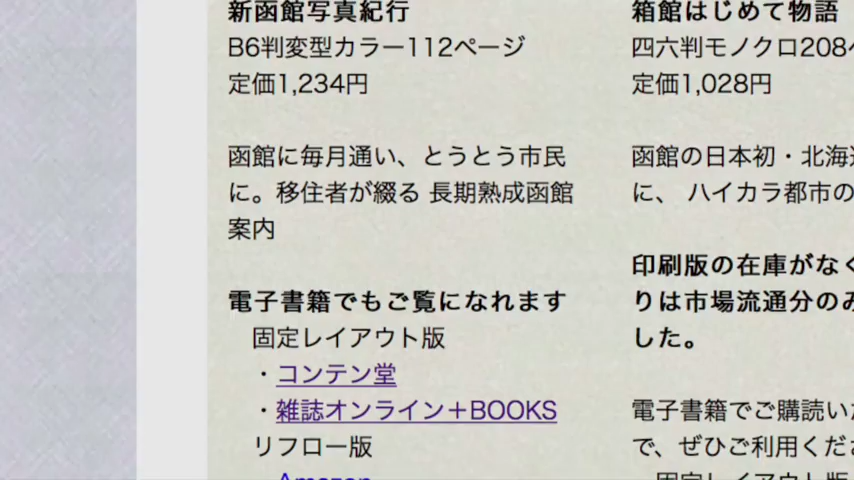 新函館写真紀行
B6判変型カラー112ページ
定価1,234円
函館に毎月通い、とうとう市民
に。移住者が綴る 長期熟成函館
案内
電子書籍でもご覧になれます
固定レイアウト版
・コンテン堂
・雑誌オンライン＋BOOKS
リフロー版
Amazon
箱館はじめて物語
四六判モノクロ208
定価1,028円
函館の日本初・北海
に、 ハイカラ都市の
印刷版の在庫がなく
りは市場流通分のみ
した。
電子書籍でご購読い
で、ぜひご利用くだ
固定レイアウト版